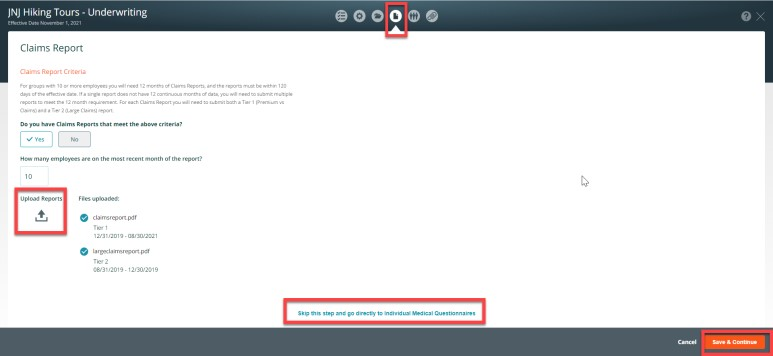 JNJ Hiking Tours - Underwriting
Effective Date November 1, 2021
Claims Report
Claims Report Criteria
For groups with 10 or more employees you will need 12 months of Claims Reports, and the reports must be within 120
days of the effective date. If a single report does not have 12 continuous months of data, you will need to submit multiple
reports to meet the 12 month requirement. For each Claims Report you will need to submit both a Tier 1 (Premium vs
Claims) and a Tier 2 (Large Claims) report.
Do you have Claims Reports that meet the above criteria?
Yes
No
How many employees are on the most recent month of the report?
10
Upload Reports
Files uploaded:
claimsreport.pdf
Tier 1
12/31/2019 - 08/30/2021
largeclaimsreport.pdf
Tier 2
08/31/2019 - 12/30/2019
Skip this step and go directly to Individual Medical Questionnaires
Cancel
Save & Continue